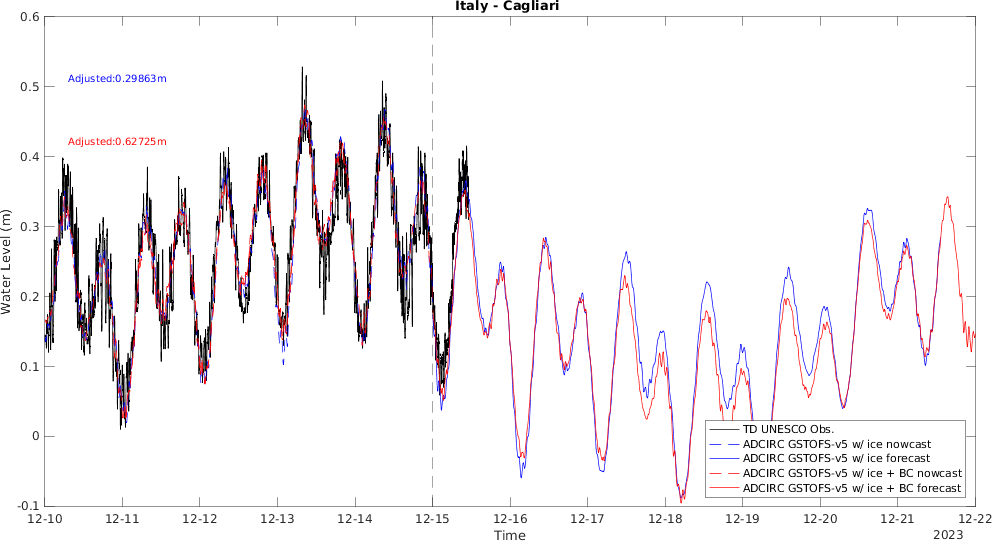 Italy - Cagliari
0.6
0.5
0.4
0.3
0.2
0.1
0
-0.1
Water Level (m)
Adjusted:0.29863m
Adjusted:0.62725m
TD UNESCO Obs.
ADCIRC GSTOFS-v5 w/ ice nowcast
ADCIRC GSTOFS-v5 w/ ice forecast
ADCIRC GSTOFS-v5 w/ ice + BC nowcast
ADCIRC GSTOFS-v5 w/ ice + BC forecast
12-10 12-11 12-12 12-13 12-14 12-15 12-16 12-17 12-18 12-19 12-20 12-21 12-22
Time
2023